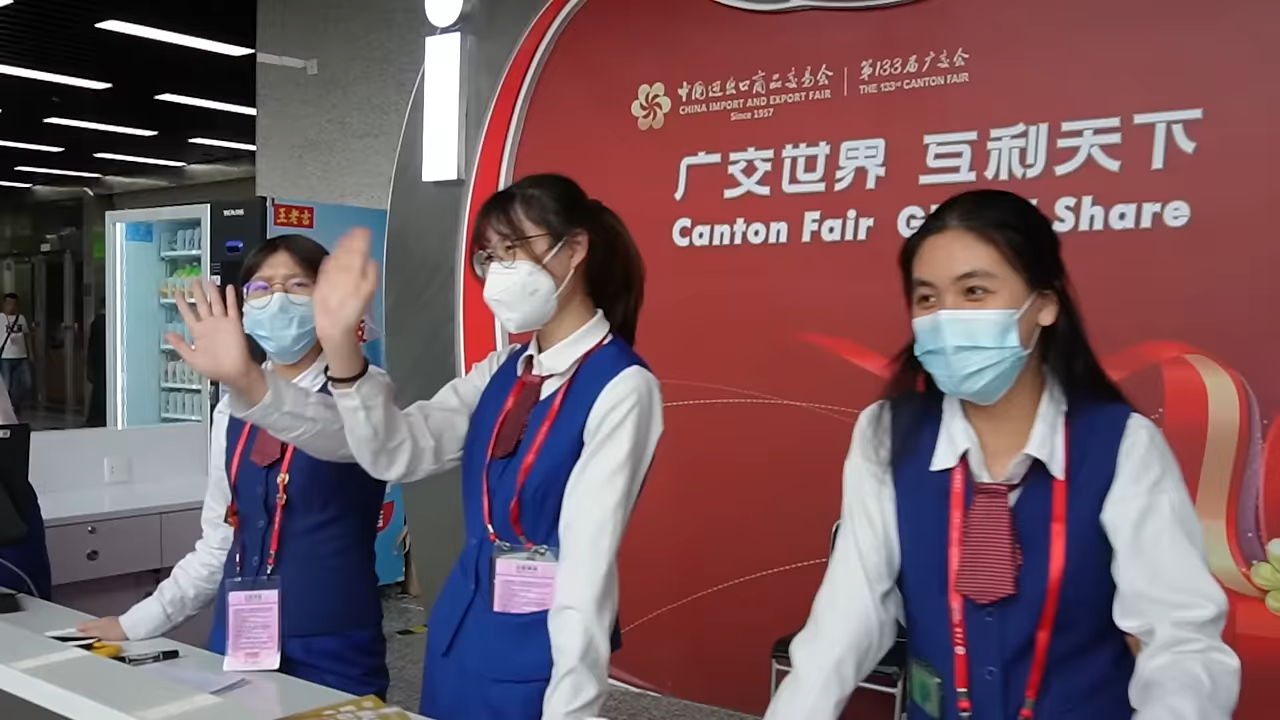 中国进出口商品交易会
CHINA IMPORT AND EXPORT FAIR
Since 1957
第133届广交会
THE 133rd CANTON FAIR
广交世界 互利天下
Canton Fair G Share
王老吉